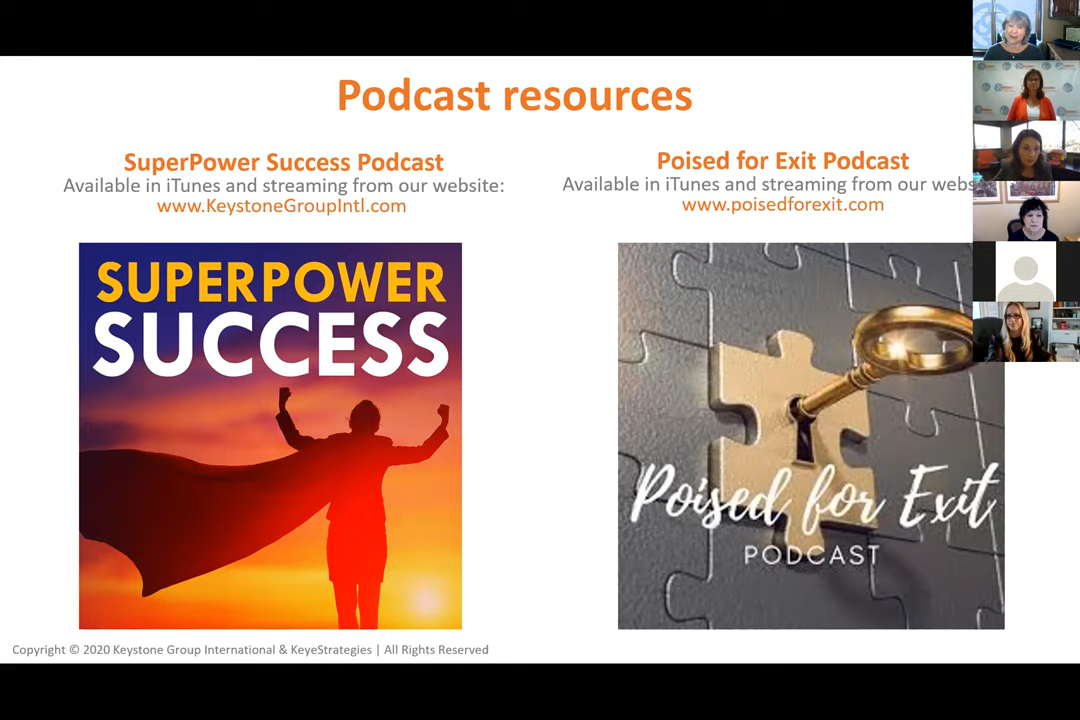 Podcast resources
SuperPower Success Podcast
Available in iTunes and streaming from our website:
www.KeystoneGroupIntl.com
SUPERPOWER
SUCCESS
Poised for Exit Podcast
Available in iTunes and streaming from our webs
www.poisedforexit.com
Poised for Exit
PODCAST
Copyright © 2020 Keystone Group International & KeyeStrategies | All Rights Reserved